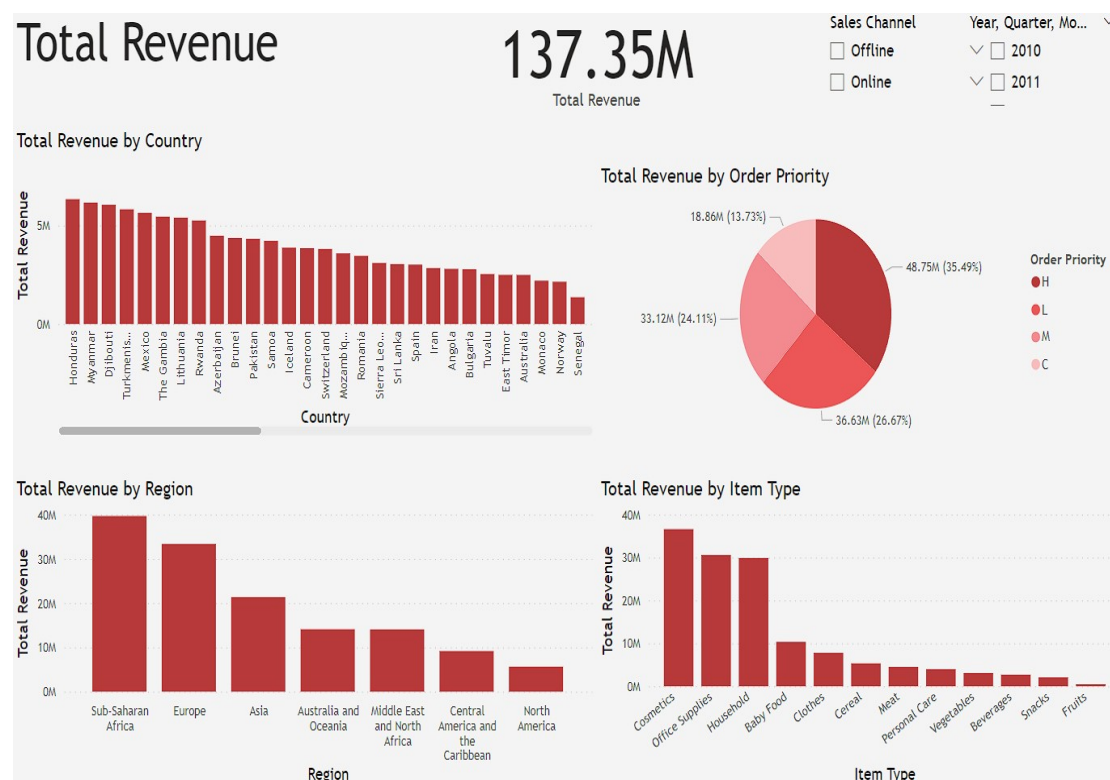 Total Revenue
137.35M
Total Revenue
Sales Channel
Offline
Online
Year, Quarter, Mo...
2010
2011
Total Revenue by Country
Total Revenue
5M
0M
Honduras
Myanmar
Djibouti
Turkmenis...
Mexico
The Gambia
Lithuania
Rwanda
Azerbaijan
Brunei
Pakistan
Samoa
Iceland
Cameroon
Switzerland
Mozambiq...
Romania
Sierra Leo...
Sri Lanka
Spain
Iran
Angola
Bulgaria
Tuvalu
East Timor
Australia
Monaco
Norway
Senegal
Country
Total Revenue by Order Priority
18.86M (13.73%)
48.75M (35.49%)
33.12M (24.11%)
36.63M (26.67%)
Order Priority
H
L
M
C
Total Revenue by Region
Total Revenue
40M
30M
20M
10M
0M
Sub-Saharan
Africa
Europe
Asia
Australia and
Oceania
Middle East
and North
Africa
Central
America and
the
Caribbean
North
America
Region
Total Revenue by Item Type
Total Revenue
40M
30M
20M
10M
0M
Cosmetics
Office Supplies
Household
Baby Food
Clothes
Cereal
Meat
Personal Care
Vegetables
Beverages
Snacks
Fruits
Item Type